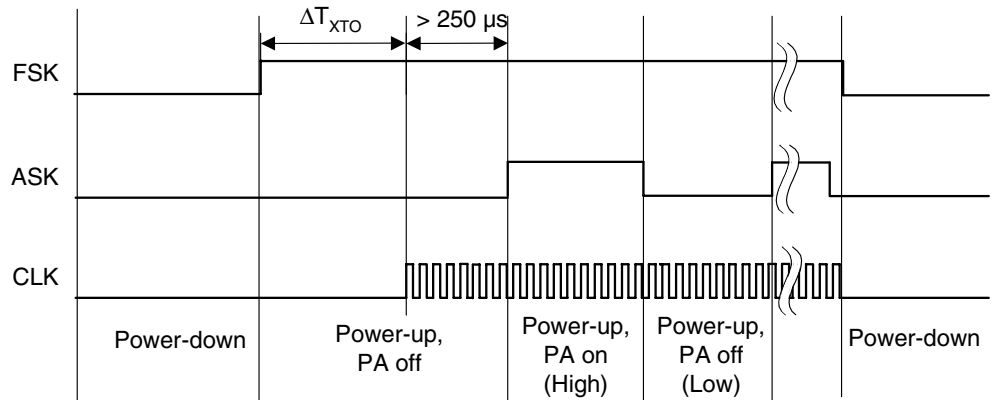 ΔT_XTO
> 250 µs
FSK
ASK
CLK
Power-down
Power-up,
PA off
Power-up,
PA on
(High)
Power-up,
PA off
(Low)
Power-down